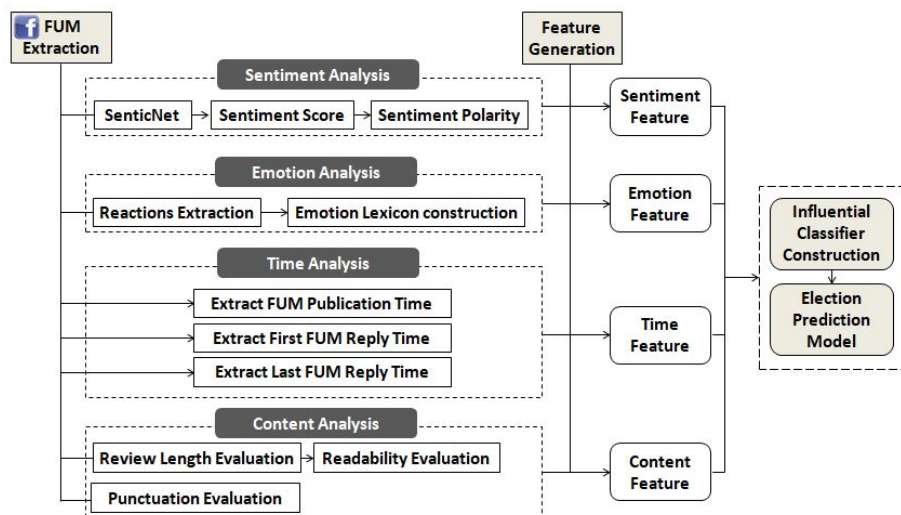 FUM
Extraction
Feature
Generation
Sentiment Analysis
SenticNet
Sentiment Score
Sentiment Polarity
Sentiment
Feature
Emotion Analysis
Reactions Extraction
Emotion Lexicon construction
Emotion
Feature
Time Analysis
Extract FUM Publication Time
Extract First FUM Reply Time
Extract Last FUM Reply Time
Time
Feature
Content Analysis
Review Length Evaluation
Readability Evaluation
Punctuation Evaluation
Content
Feature
Influential
Classifier
Construction
Election
Prediction
Model